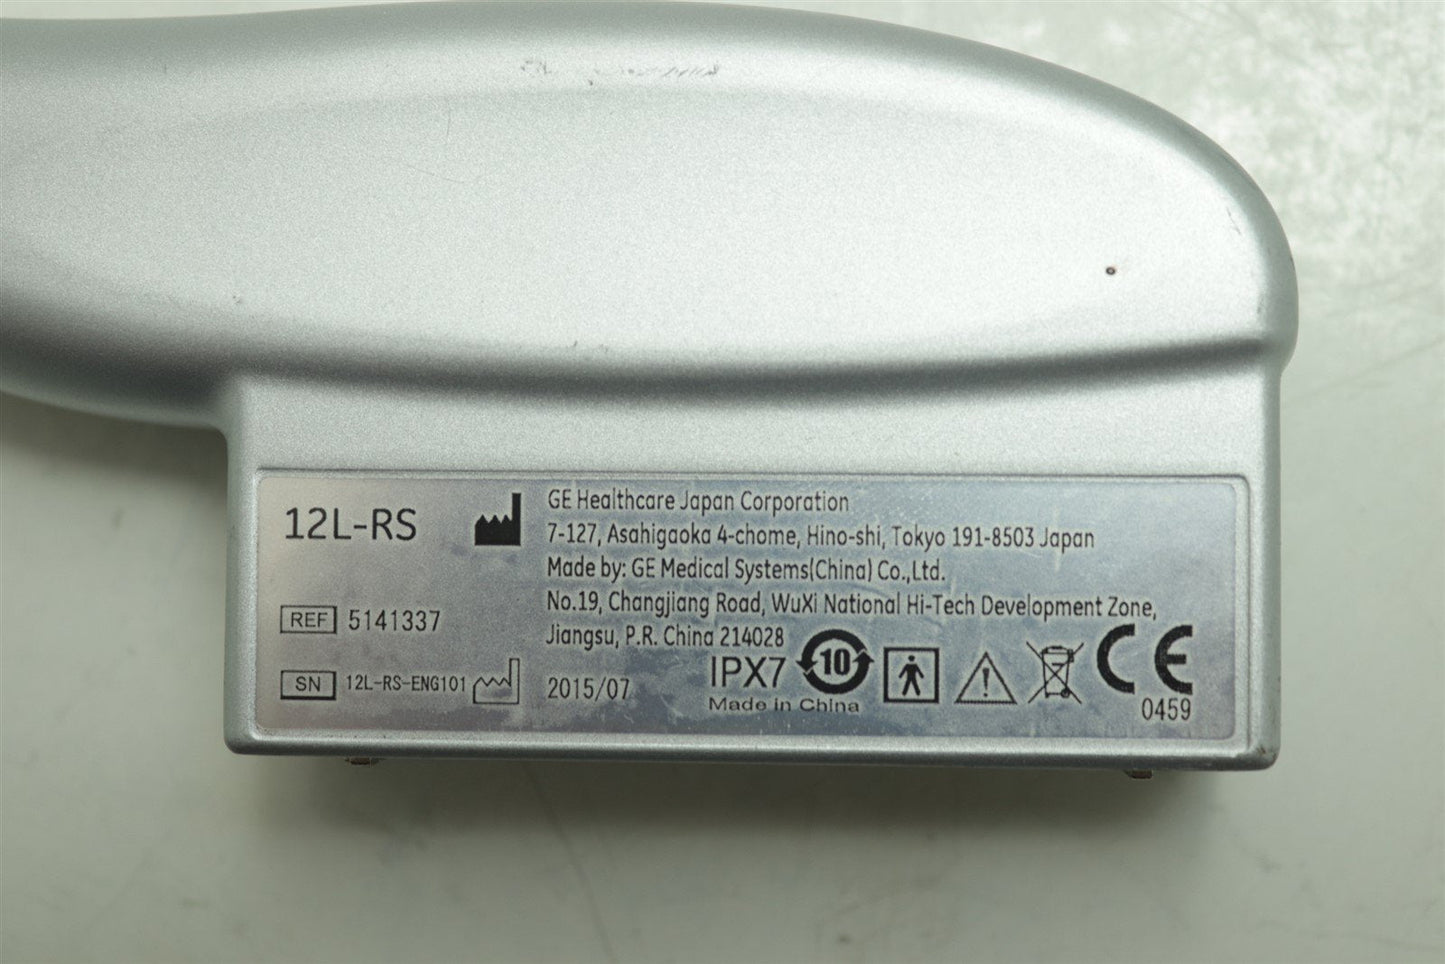 12L-RS
GE Healthcare Japan Corporation
7-127, Asahigaoka 4-chome, Hino-shi, Tokyo 191-8503 Japan
Made by: GE Medical Systems(China) Co.,Ltd.
No.19, Changjiang Road, WuXi National Hi-Tech Development Zone,
Jiangsu, P.R. China 214028
REF 5141337
SN 12L-RS-ENG101
2015/07
IPX7
10
Made in China
CE
0459